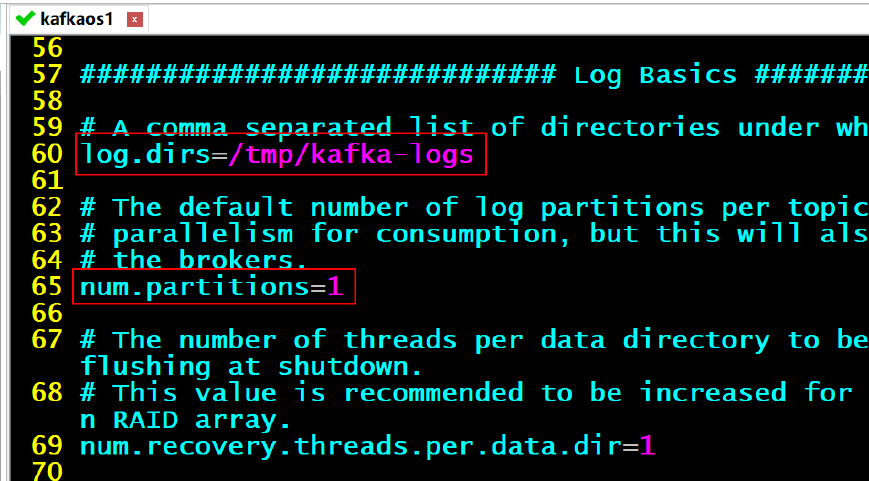 kafkaos1
56
57 ############################# Log Basics #######
58
59 # A comma separated list of directories under wh
60 log.dirs=/tmp/kafka-logs
61
62 # The default number of log partitions per topic
63 # parallelism for consumption, but this will als
64 # the brokers.
65 num.partitions=1
66
67 # The number of threads per data directory to be
flushing at shutdown.
68 # This value is recommended to be increased for
n RAID array.
69 num.recovery.threads.per.data.dir=1
70